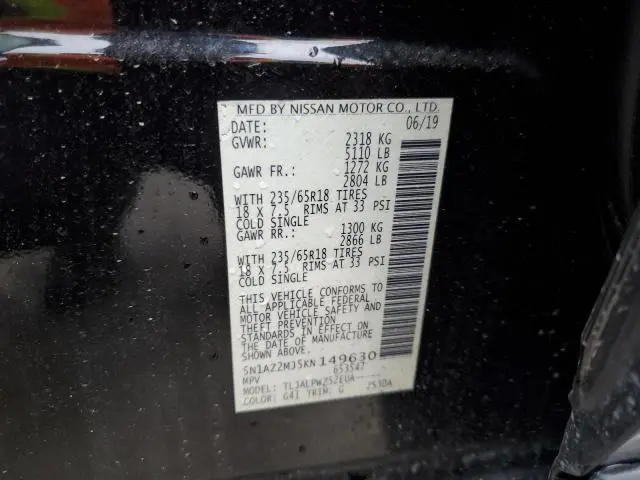 MFD BY NISSAN MOTOR CO., LTD.
DATE: 06/19
GVWR: 2318 KG
5110 LB
GAWR FR.: 1272 KG
2804 LB
WITH 235/65R18 TIRES
18 X 7.5 RIMS AT 33 PSI
COLD SINGLE
GAWR RR.: 1300 KG
2866 LB
WITH 235/65R18 TIRES
18 X 7.5 RIMS AT 33 PSI
COLD SINGLE
THIS VEHICLE CONFORMS TO
ALL APPLICABLE FEDERAL
MOTOR VEHICLE SAFETY AND
THEFT PREVENTION
STANDARDS IN EFFECT ON
THE DATE OF MANUFACTURE
5N1AZ2MJ5KN149630
MPV 653547
MODEL: TLJALPWZ52EUA-----
COLOR: G41 TRIM: G 253DA